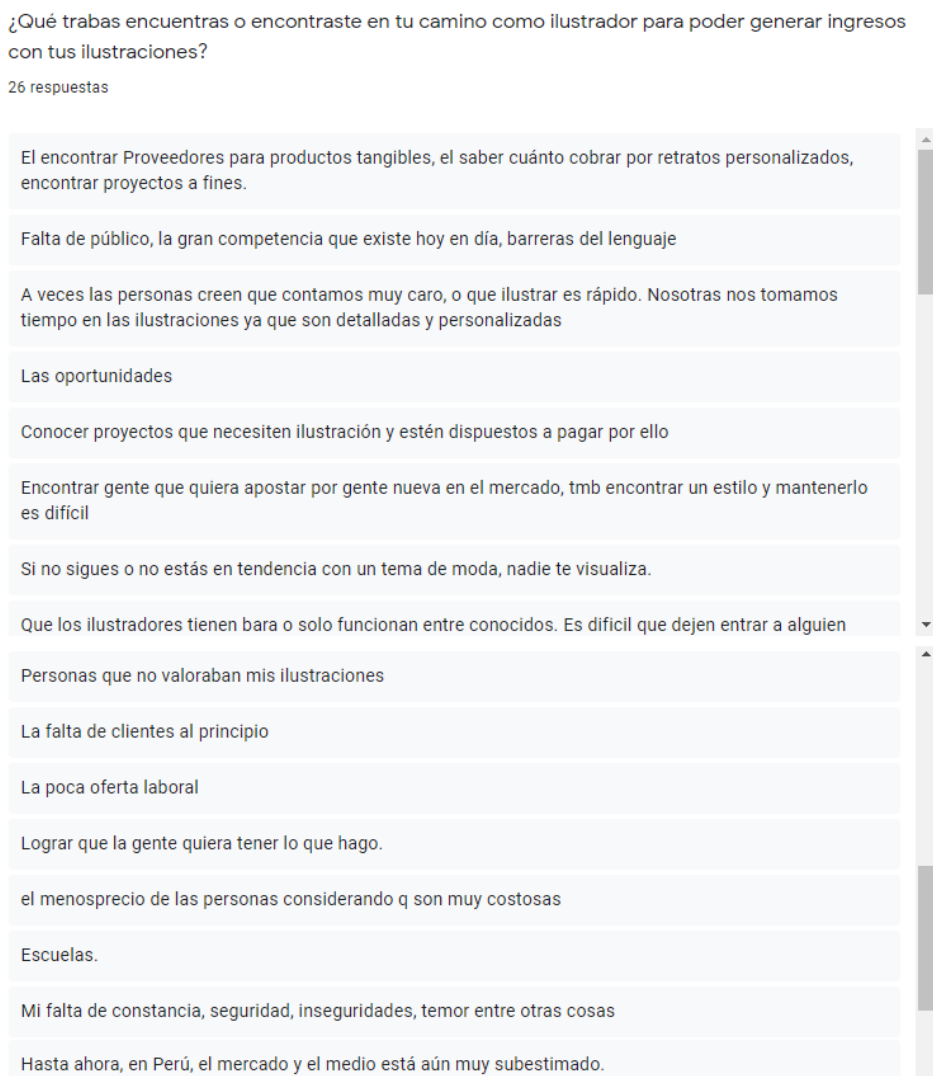 ¿Qué trabas encuentras o encontraste en tu camino como ilustrador para poder generar ingresos
con tus ilustraciones?
26 respuestas
El encontrar Proveedores para productos tangibles, el saber cuánto cobrar por retratos personalizados,
encontrar proyectos a fines.
Falta de público, la gran competencia que existe hoy en día, barreras del lenguaje
A veces las personas creen que contamos muy caro, o que ilustrar es rápido. Nosotras nos tomamos
tiempo en las ilustraciones ya que son detalladas y personalizadas
Las oportunidades
Conocer proyectos que necesiten ilustración y estén dispuestos a pagar por ello
Encontrar gente que quiera apostar por gente nueva en el mercado, tmb encontrar un estilo y mantenerlo
es difícil
Si no sigues o no estás en tendencia con un tema de moda, nadie te visualiza.
Que los ilustradores tienen bara o solo funcionan entre conocidos. Es dificil que dejen entrar a alguien
Personas que no valoraban mis ilustraciones
La falta de clientes al principio
La poca oferta laboral
Lograr que la gente quiera tener lo que hago.
el menosprecio de las personas considerando q son muy costosas
Escuelas.
Mi falta de constancia, seguridad, inseguridades, temor entre otras cosas
Hasta ahora, en Perú, el mercado y el medio está aún muy subestimado.